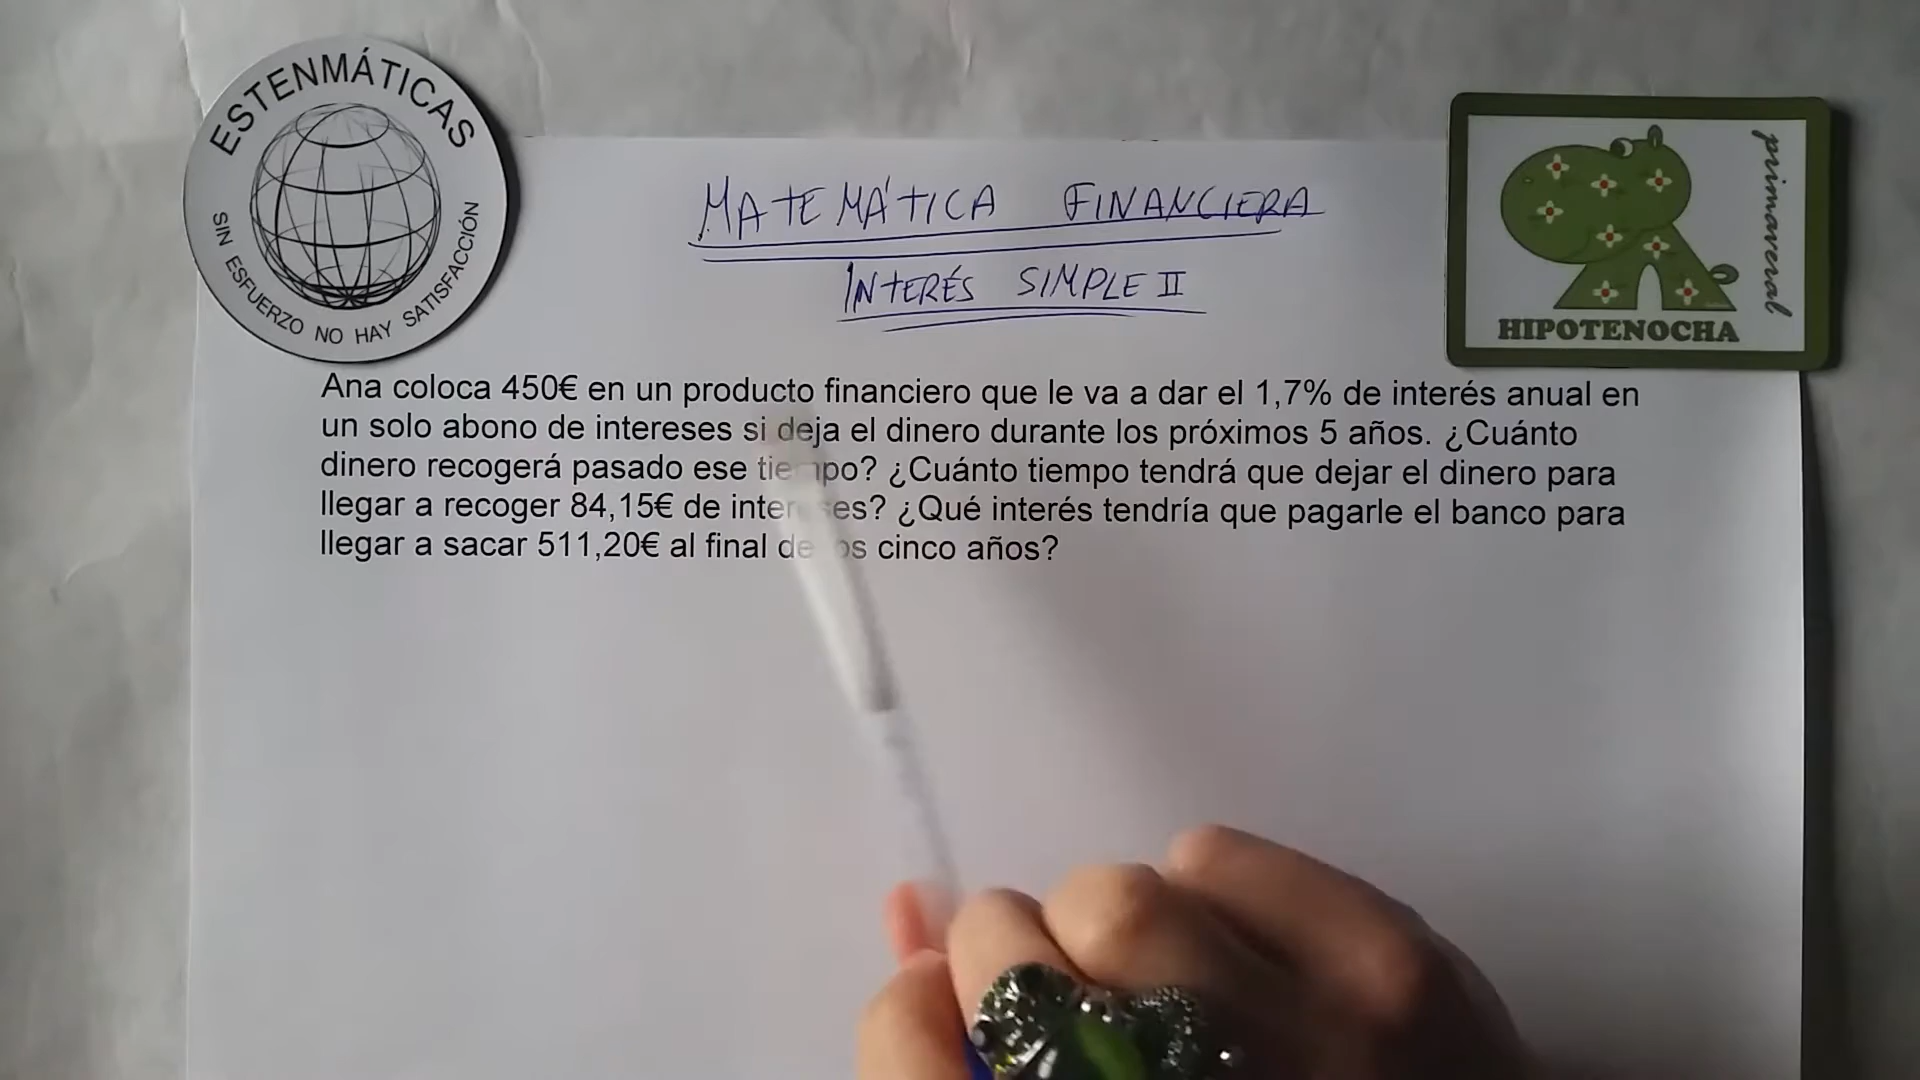 ESTENMÁTICAS
SIN ESFUERZO NO HAY SATISFACCIÓN
MATEMÁTICA FINANCIERA
INTERÉS SIMPLE II
primaveral
HIPOTENOCHA
Ana coloca 450€ en un producto financiero que le va a dar el 1,7% de interés anual en
un solo abono de intereses si deja el dinero durante los próximos 5 años. ¿Cuánto
dinero recogerá pasado ese tiempo? ¿Cuánto tiempo tendrá que dejar el dinero para
llegar a recoger 84,15€ de intereses? ¿Qué interés tendría que pagarle el banco para
llegar a sacar 511,20€ al final de los cinco años?